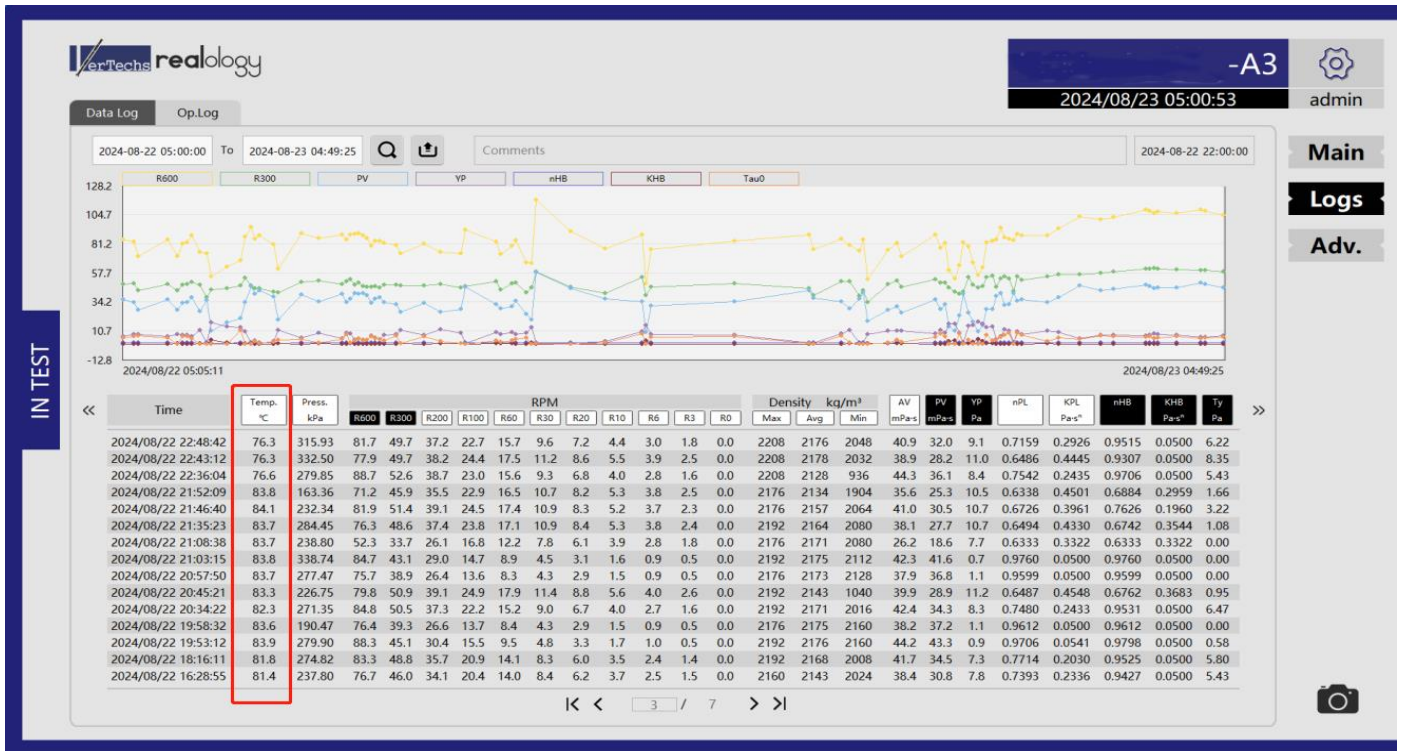 VerTechs realology
-A3
2024/08/23 05:00:53
admin
Data Log Op.Log
2024-08-22 05:00:00 To 2024-08-23 04:49:25 Comments 2024-08-22 22:00:00
Main
Logs
Adv.
IN TEST
R600 R300 PV YP nHB KHB Tau0
128.2
104.7
81.2
57.7
34.2
10.7
-12.8
2024/08/22 05:05:11 2024/08/23 04:49:25
« Time Temp. Press. RPM Density kg/m³ AV PV YP nPL KPL nHB KHB Ty »
℃ kPa R600 R300 R200 R100 R60 R30 R20 R10 R6 R3 R0 Max Avg Min mPa·s mPa·s Pa Pa·sⁿ Pa·sⁿ Pa
2024/08/22 22:48:42 76.3 315.93 81.7 49.7 37.2 22.7 15.7 9.6 7.2 4.4 3.0 1.8 0.0 2208 2176 2048 40.9 32.0 9.1 0.7159 0.2926 0.9515 0.0500 6.22
2024/08/22 22:43:12 76.3 332.50 77.9 49.7 38.2 24.4 17.5 11.2 8.6 5.5 3.9 2.5 0.0 2208 2178 2032 38.9 28.2 11.0 0.6486 0.4445 0.9307 0.0500 8.35
2024/08/22 22:36:04 76.6 279.85 88.7 52.6 38.7 23.0 15.6 9.3 6.8 4.0 2.8 1.6 0.0 2208 2128 936 44.3 36.1 8.4 0.7542 0.2435 0.9706 0.0500 5.43
2024/08/22 21:52:09 83.8 163.36 71.2 45.9 35.5 22.9 16.5 10.7 8.2 5.3 3.8 2.5 0.0 2176 2134 1904 35.6 25.3 10.5 0.6338 0.4501 0.6884 0.2959 1.66
2024/08/22 21:46:40 84.1 232.34 81.9 51.4 39.1 24.5 17.4 10.9 8.3 5.2 3.7 2.3 0.0 2176 2157 2064 41.0 30.5 10.7 0.6726 0.3961 0.7626 0.1960 3.22
2024/08/22 21:35:23 83.7 284.45 76.3 48.6 37.4 23.8 17.1 10.9 8.4 5.3 3.8 2.4 0.0 2192 2164 2080 38.1 27.7 10.7 0.6494 0.4330 0.6742 0.3544 1.08
2024/08/22 21:08:38 83.7 238.80 52.3 33.7 26.1 16.8 12.2 7.8 6.1 3.9 2.8 1.8 0.0 2176 2171 2080 26.2 18.6 7.7 0.6333 0.3322 0.6333 0.3322 0.00
2024/08/22 21:03:15 83.8 338.74 84.7 43.1 29.0 14.7 8.9 4.5 3.1 1.6 0.9 0.5 0.0 2192 2175 2112 42.3 41.6 0.7 0.9760 0.0500 0.9760 0.0500 0.00
2024/08/22 20:57:50 83.7 277.47 75.7 38.9 26.4 13.6 8.3 4.3 2.9 1.5 0.9 0.5 0.0 2176 2173 2128 37.9 36.8 1.1 0.9599 0.0500 0.9599 0.0500 0.00
2024/08/22 20:45:21 83.3 226.75 79.8 50.9 39.1 24.9 17.9 11.4 8.8 5.6 4.0 2.6 0.0 2192 2143 1040 39.9 28.9 11.2 0.6487 0.4548 0.6762 0.3683 0.95
2024/08/22 20:34:22 82.3 271.35 84.8 50.5 37.3 22.2 15.2 9.0 6.7 4.0 2.7 1.6 0.0 2192 2171 2016 42.4 34.3 8.3 0.7480 0.2433 0.9531 0.0500 6.47
2024/08/22 19:58:32 83.6 190.47 76.4 39.3 26.6 13.7 8.4 4.3 2.9 1.5 0.9 0.5 0.0 2176 2175 2160 38.2 37.2 1.1 0.9612 0.0500 0.9612 0.0500 0.00
2024/08/22 19:53:12 83.9 279.90 88.3 45.1 30.4 15.5 9.5 4.8 3.3 1.7 1.0 0.5 0.0 2192 2176 2160 44.2 43.3 0.9 0.9706 0.0541 0.9798 0.0500 0.58
2024/08/22 18:16:11 81.8 274.82 83.3 48.8 35.7 20.9 14.1 8.3 6.0 3.5 2.4 1.4 0.0 2192 2168 2008 41.7 34.5 7.3 0.7714 0.2030 0.9525 0.0500 5.80
2024/08/22 16:28:55 81.4 237.80 76.7 46.0 34.1 20.4 14.0 8.4 6.2 3.7 2.5 1.5 0.0 2160 2143 2024 38.4 30.8 7.8 0.7393 0.2336 0.9427 0.0500 5.43
3 / 7